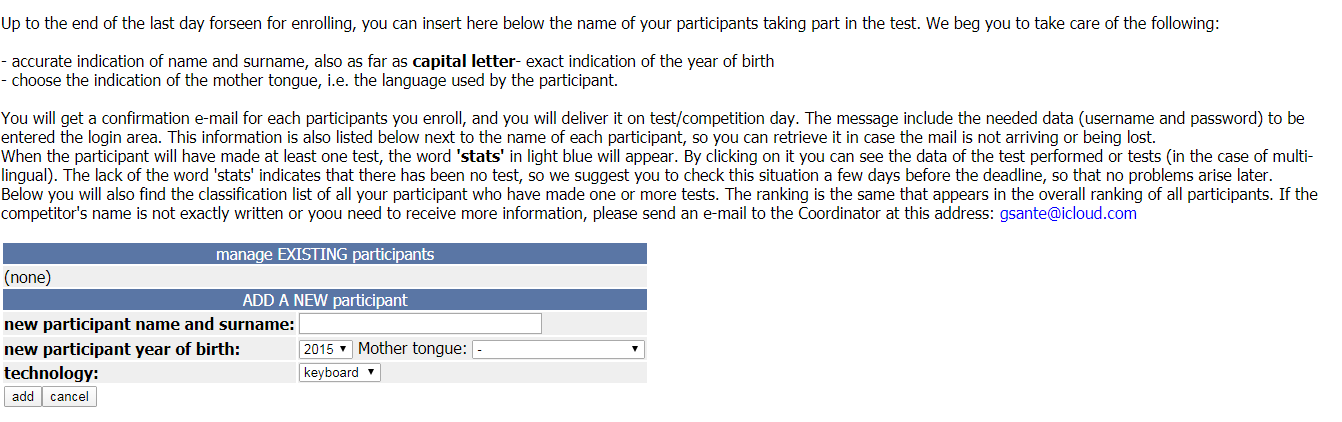 Up to the end of the last day forseen for enrolling, you can insert here below the name of your participants taking part in the test. We beg you to take care of the following:
- accurate indication of name and surname, also as far as capital letter- exact indication of the year of birth
- choose the indication of the mother tongue, i.e. the language used by the participant.
You will get a confirmation e-mail for each participants you enroll, and you will deliver it on test/competition day. The message include the needed data (username and password) to be
entered the login area. This information is also listed below next to the name of each participant, so you can retrieve it in case the mail is not arriving or being lost.
When the participant will have made at least one test, the word 'stats' in light blue will appear. By clicking on it you can see the data of the test performed or tests (in the case of multi-
lingual). The lack of the word 'stats' indicates that there has been no test, so we suggest you to check this situation a few days before the deadline, so that no problems arise later.
Below you will also find the classification list of all your participant who have made one or more tests. The ranking is the same that appears in the overall ranking of all participants. If the
competitor's name is not exactly written or yoou need to receive more information, please send an e-mail to the Coordinator at this address: gsante@icloud.com
manage EXISTING participants
(none)
ADD A NEW participant
new participant name and surname:
new participant year of birth: 2015 Mother tongue: -
technology: keyboard
add cancel